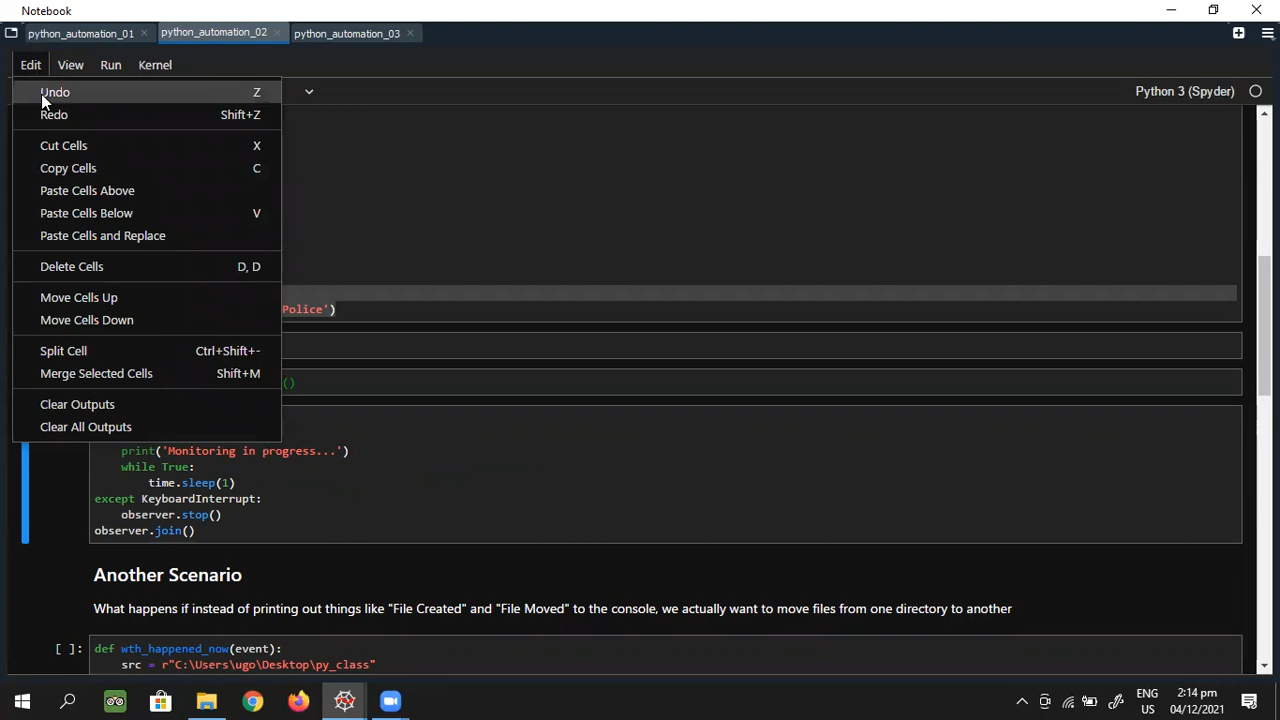 Notebook
python_automation_01 python_automation_02 python_automation_03
Edit View Run Kernel
Undo Z
Python 3 (Spyder)
Redo Shift+Z
Cut Cells X
Copy Cells C
Paste Cells Above
Paste Cells Below V
Paste Cells and Replace
Delete Cells D, D
Move Cells Up
Police')
Move Cells Down
Split Cell Ctrl+Shift+-
Merge Selected Cells Shift+M
()
Clear Outputs
Clear All Outputs
print('Monitoring in progress...')
while True:
time.sleep(1)
except KeyboardInterrupt:
observer.stop()
observer.join()
Another Scenario
What happens if instead of printing out things like "File Created" and "File Moved" to the console, we actually want to move files from one directory to another
[ ]: def wth_happened_now(event):
src = r"C:\Users\ugo\Desktop\py_class"
ENG
US
2:14 pm
04/12/2021